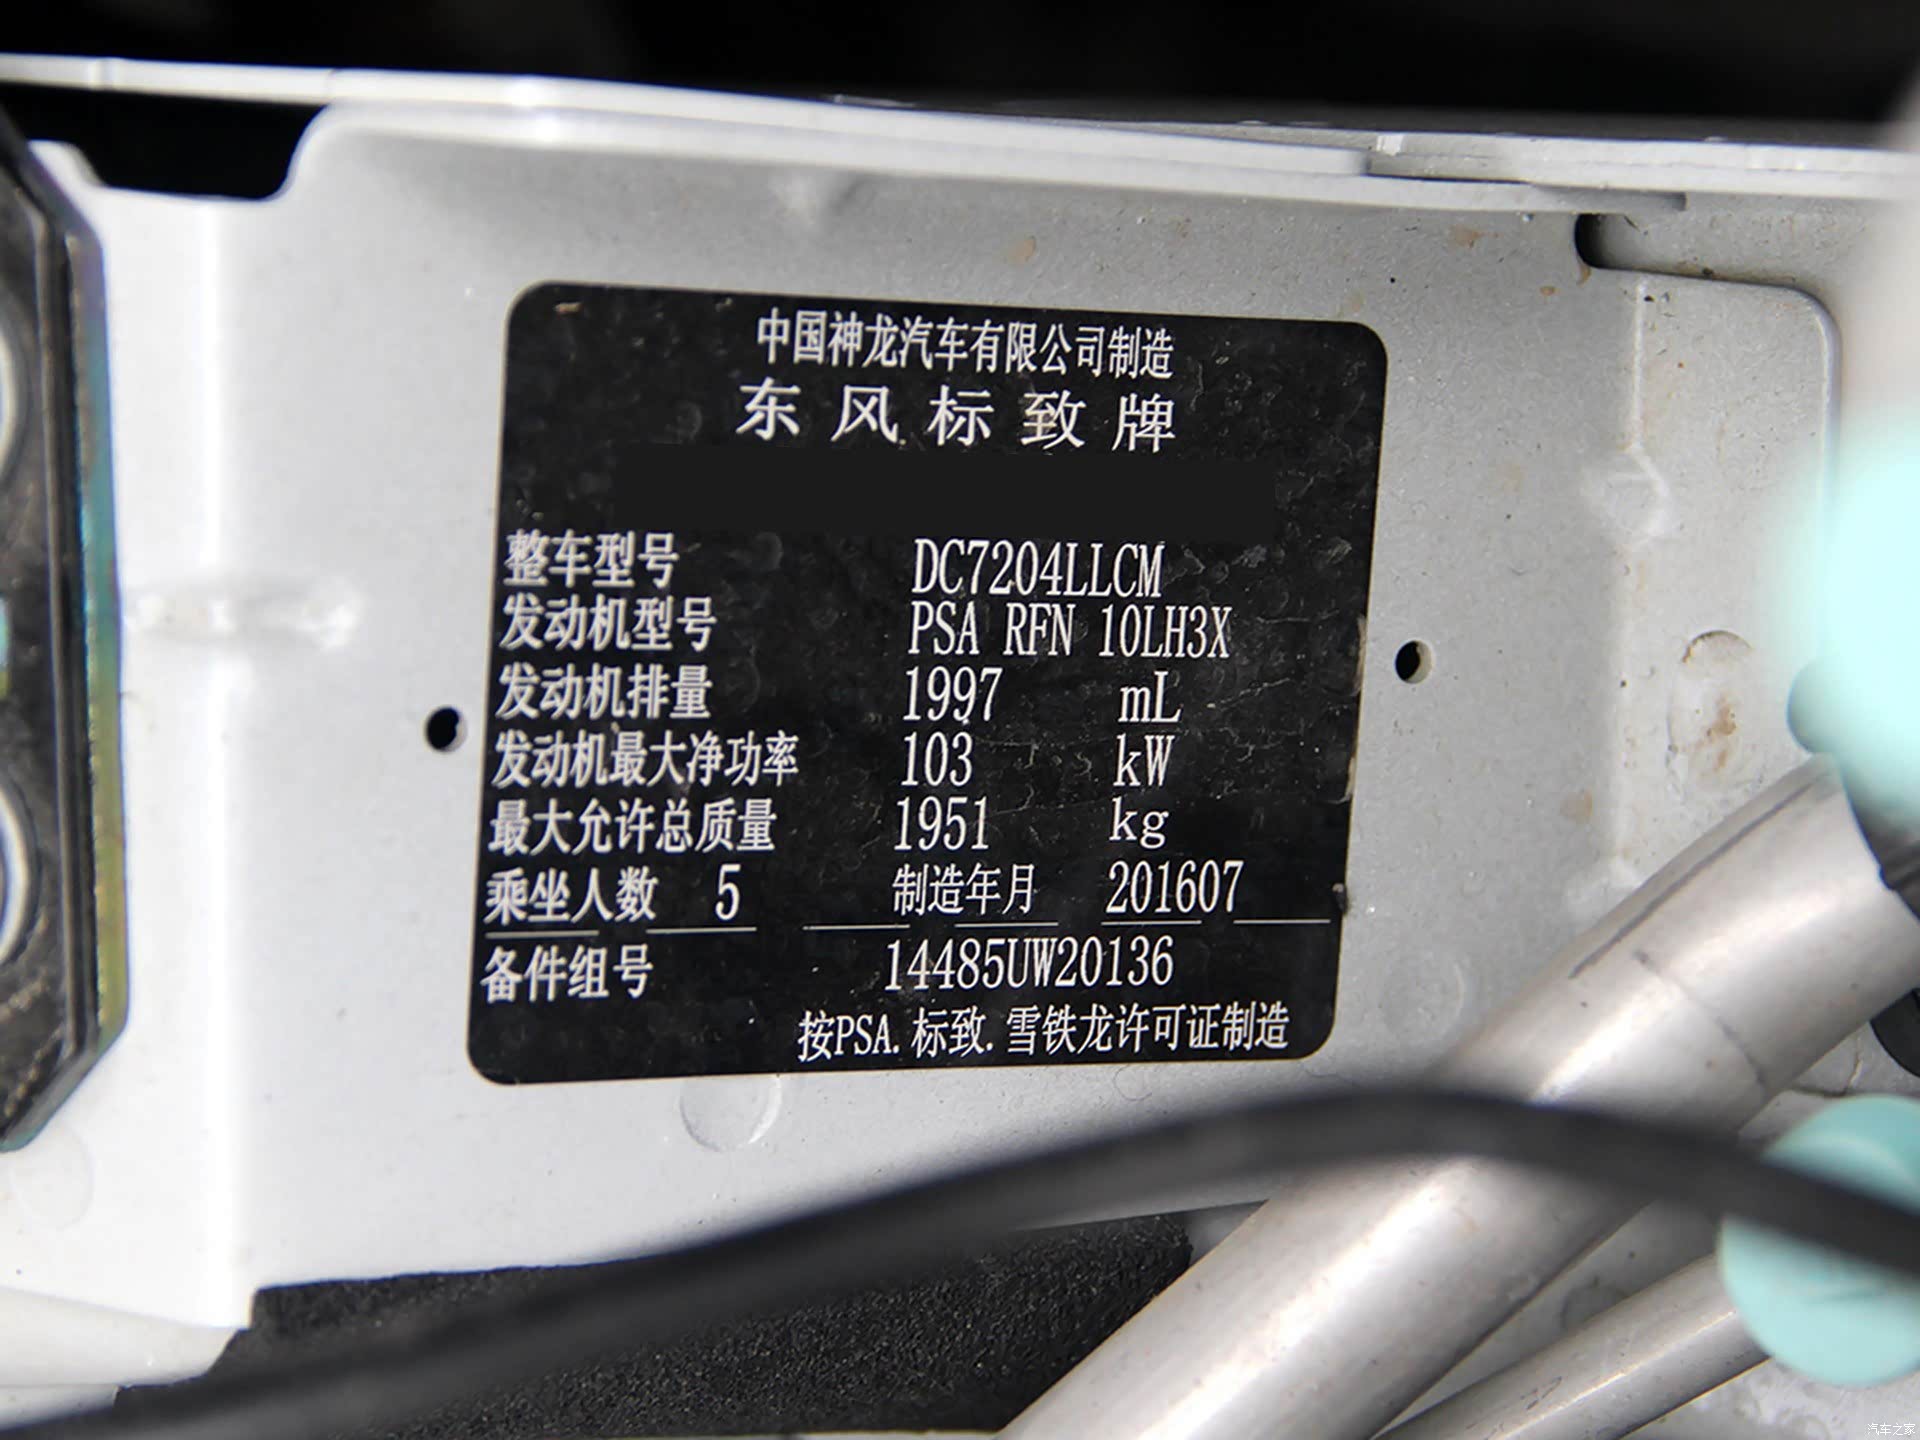 中国神龙汽车有限公司制造
东风标致牌
整车型号 DC7204LLCM
发动机型号 PSA RFN 10LH3X
发动机排量 1997 mL
发动机最大净功率 103 kW
最大允许总质量 1951 kg
乘坐人数 5 制造年月 201607
备件组号 14485UW20136
按PSA.标致.雪铁龙许可证制造
汽车之家